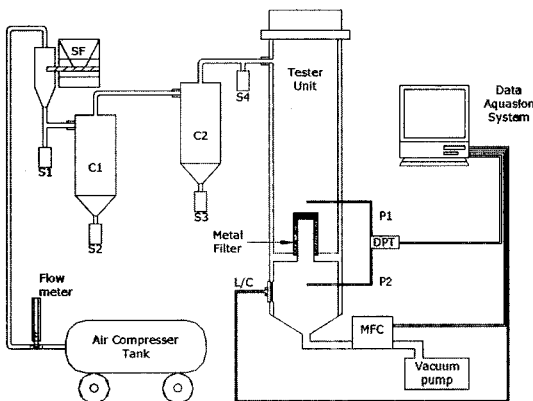 SF
Tester
Unit
S4
Data
Aquasion
System
C1
C2
S1
S2
S3
P1
Metal
Filter
DPT
P2
L/C
Flow
meter
MFC
Air Compresser
Tank
Vacuum
pump